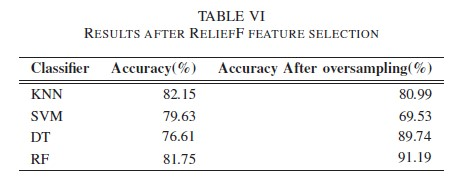 TABLE VI
RESULTS AFTER RELIEFF FEATURE SELECTION
Classifier Accuracy(%) Accuracy After oversampling(%)
KNN 82.15 80.99
SVM 79.63 69.53
DT 76.61 89.74
RF 81.75 91.19